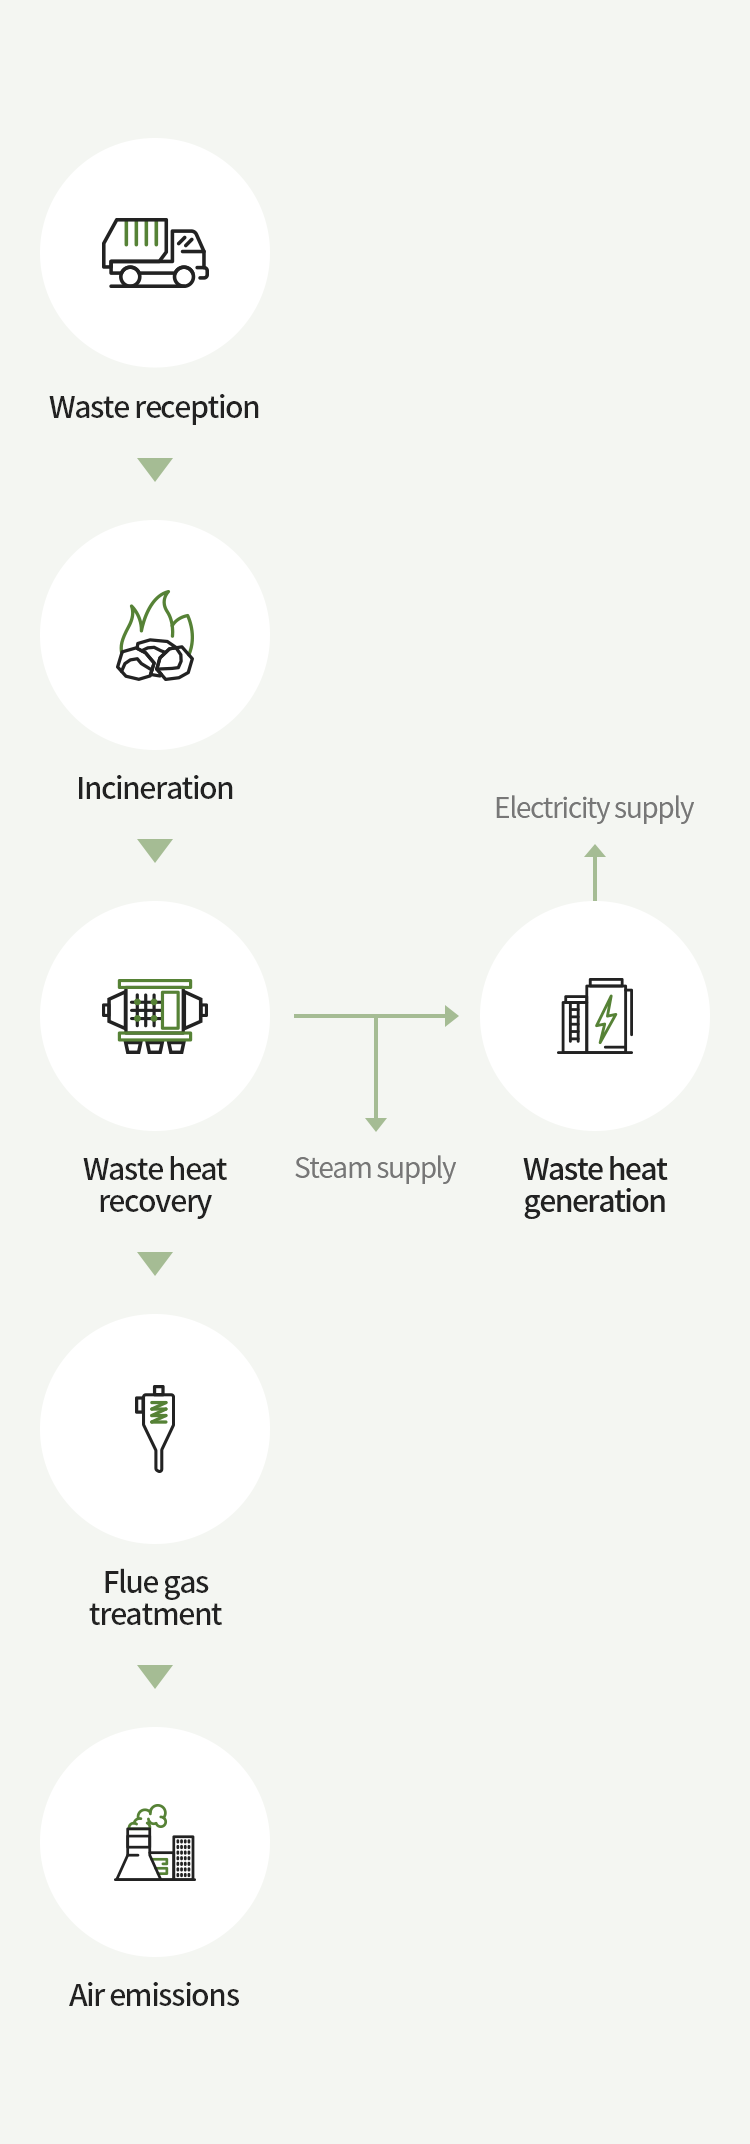 Waste reception
Incineration
Electricity supply
Waste heat
recovery
Steam supply
Waste heat
generation
Flue gas
treatment
Air emissions